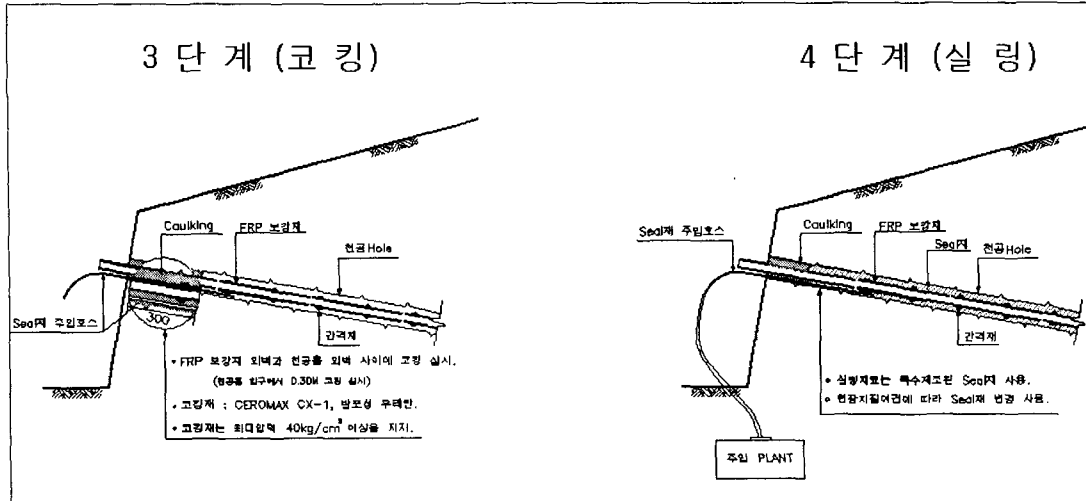 3 단 계 (코 킹)
Caulking
FRP 보강재
천공Hole
Seal재 주입호스
300
간격재
• FRP 보강재 외벽과 천공홀 외벽 사이에 코킹 실시.
(천공홀 입구에서 0.30M 코킹 실시)
• 코킹재 ; CEROMAX CX-1, 발포성 우레탄.
• 코킹재는 최대압력 40kg/cm² 이상을 지지.
4 단 계 (실 링)
Seal재 주입호스
Caulking
FRP 보강재
Seal재
천공Hole
간격재
• 실링재료는 특수제조된 Seal재 사용.
• 현장지질여건에 따라 Seal재 변경 사용.
주입 PLANT